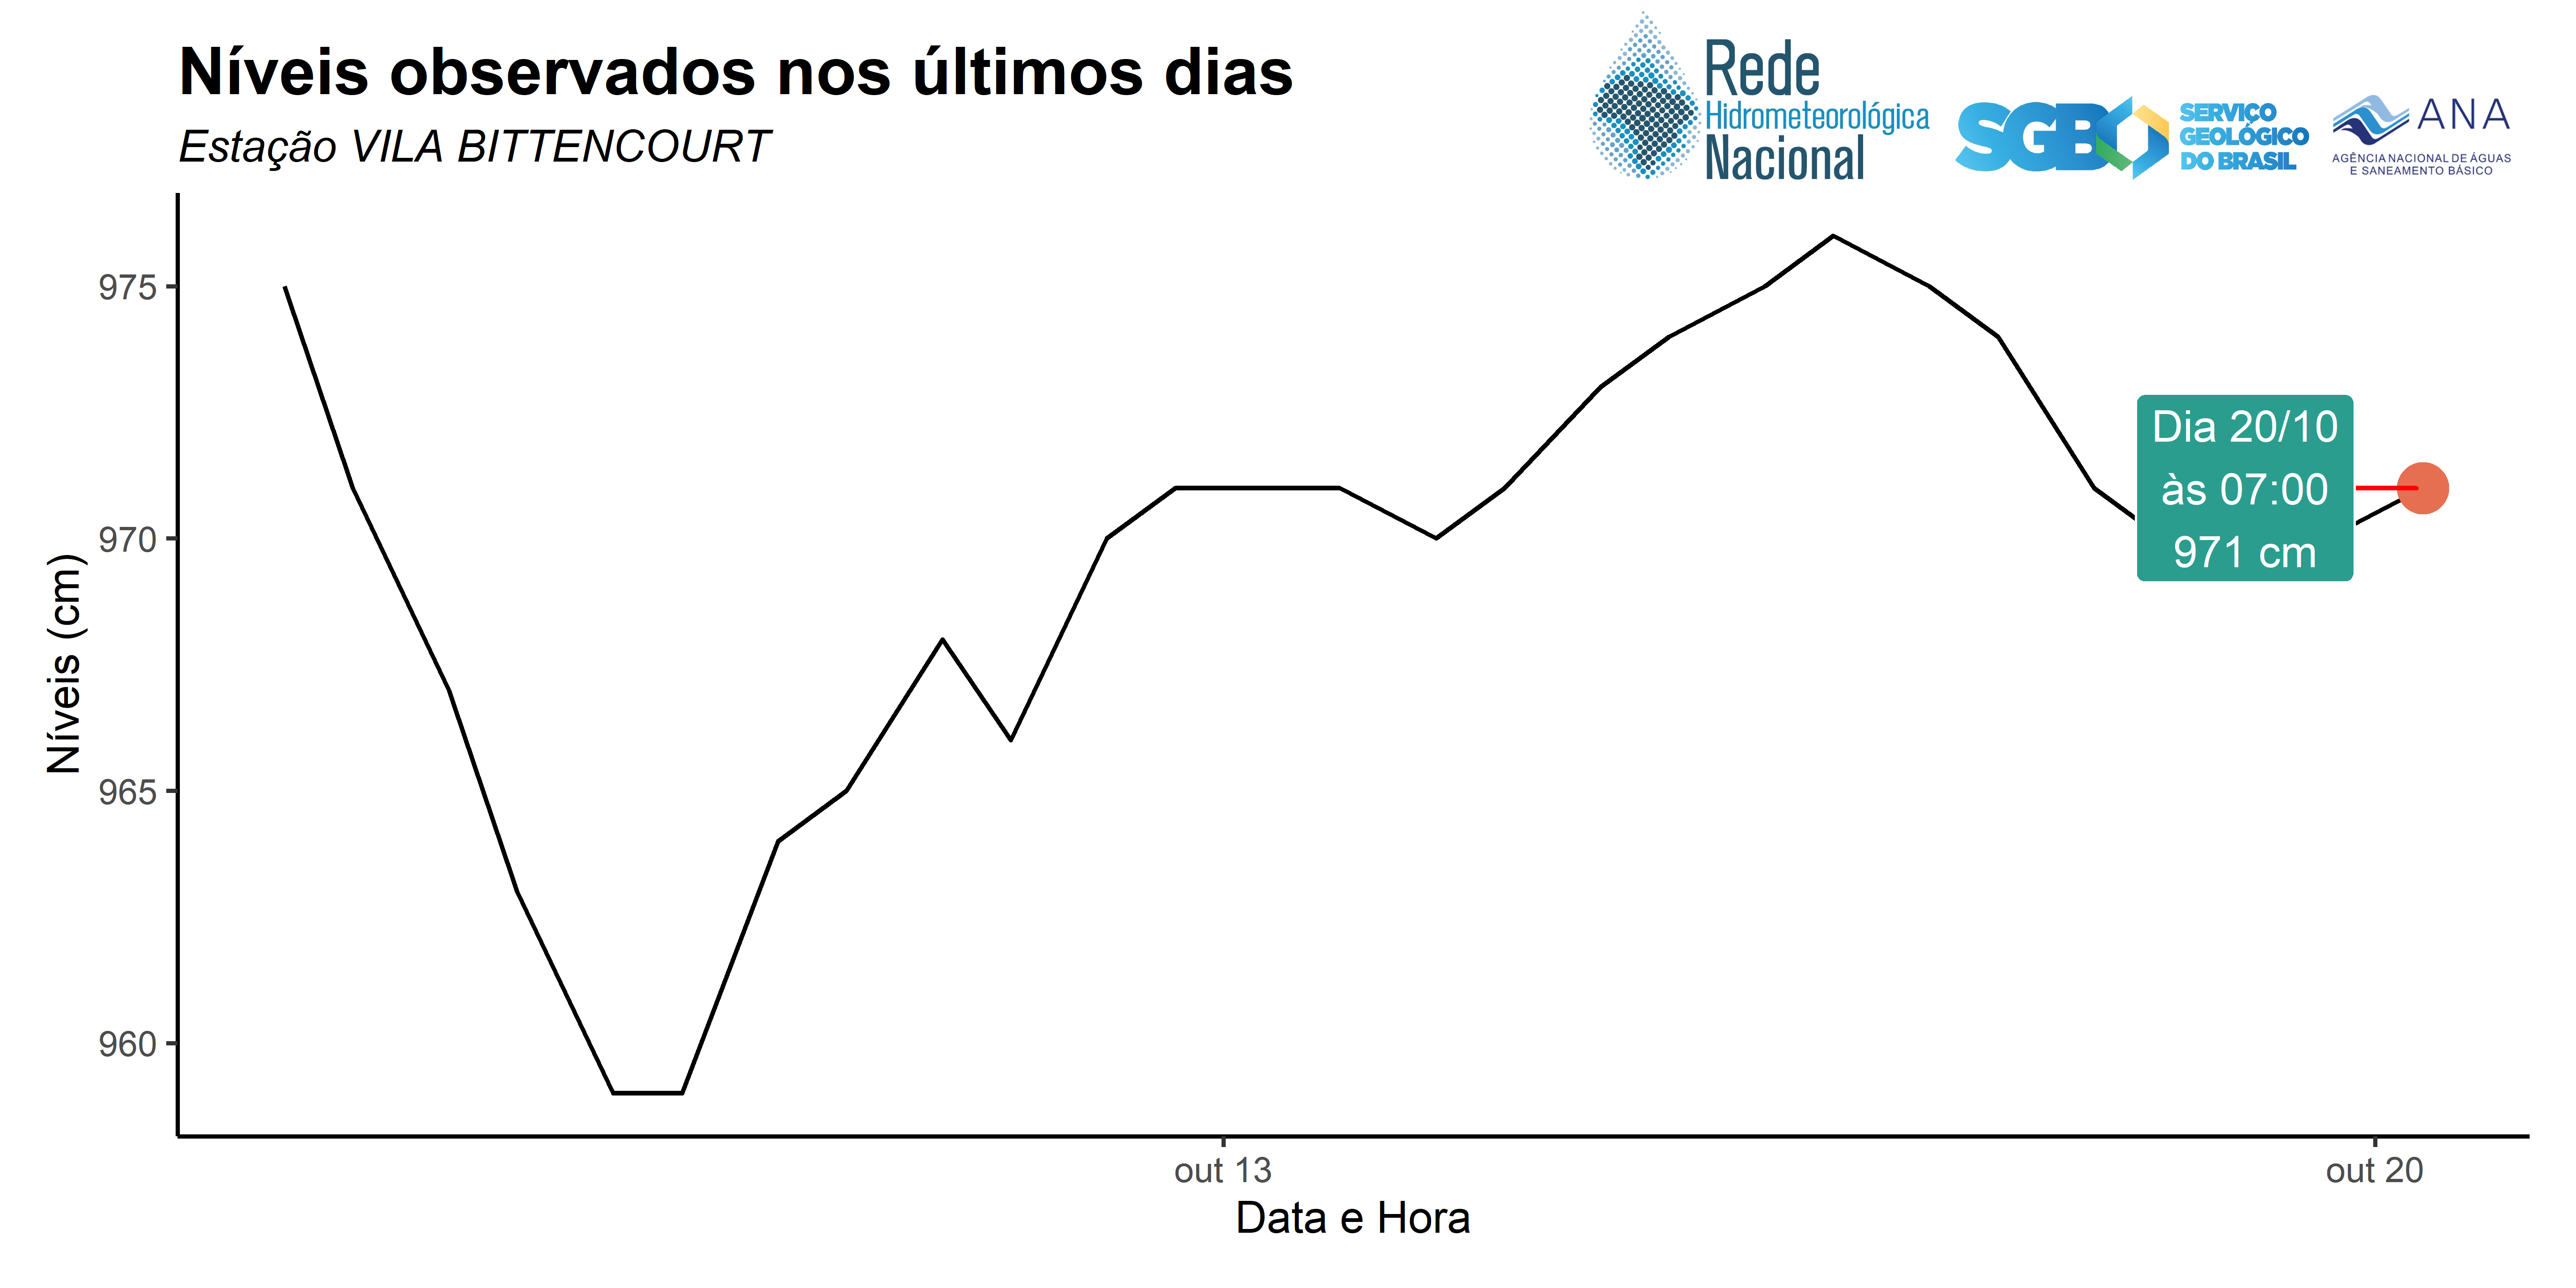 Níveis observados nos últimos dias
Estação VILA BITTENCOURT
Rede
Hidrometeorológica
Nacional
SGB
SERVIÇO
GEOLÓGICO
DO BRASIL
ANA
AGÊNCIA NACIONAL DE ÁGUAS
E SANEAMENTO BÁSICO
Níveis (cm)
975
970
965
960
Dia 20/10
às 07:00
971 cm
out 13
out 20
Data e Hora